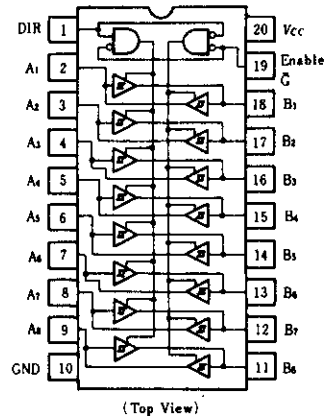 DIR 1 20 Vcc
A1 2 19 Enable G̅
A2 3 18 B1
A3 4 17 B2
A4 5 16 B3
A5 6 15 B4
A6 7 14 B5
A7 8 13 B6
A8 9 12 B7
GND 10 11 B8
(Top View)